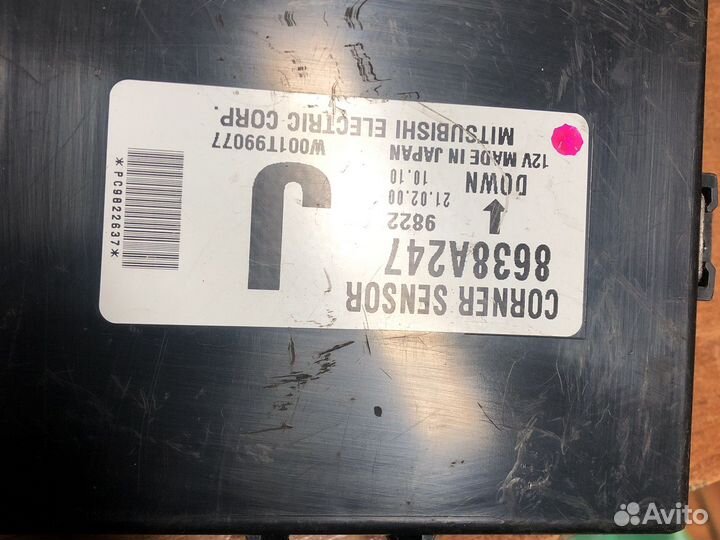 CORNER SENSOR
8638A247
9822
21.02.00
10.10
DOWN
J
W001T99077
12V MADE IN JAPAN
MITSUBISHI ELECTRIC CORP.
*PC9822637*
Avito